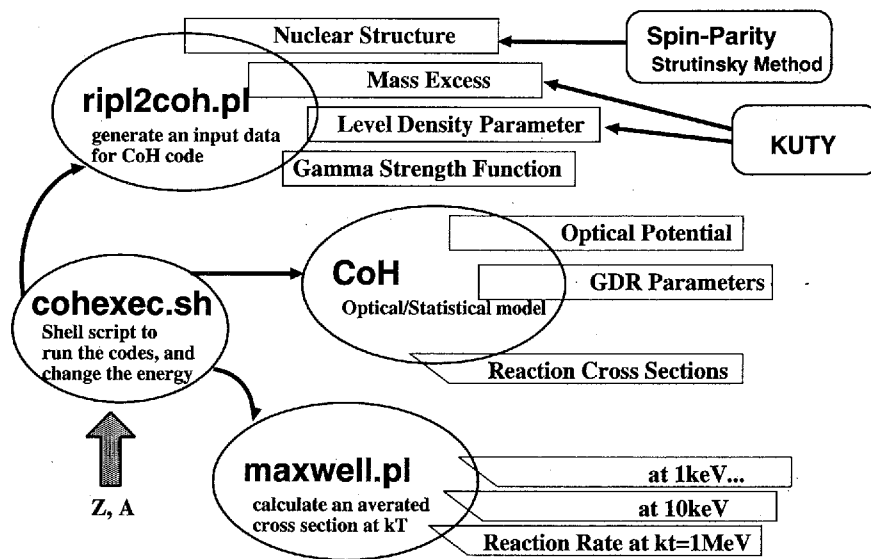 Nuclear Structure
Spin-Parity
Strutinsky Method
Mass Excess
ripl2coh.pl
generate an input data
for CoH code
Level Density Parameter
KUTY
Gamma Strength Function
Optical Potential
CoH
Optical/Statistical model
GDR Parameters
cohexec.sh
Shell script to
run the codes, and
change the energy
Reaction Cross Sections
Z, A
maxwell.pl
calculate an averated
cross section at kT
at 1keV...
at 10keV
Reaction Rate at kt=1MeV